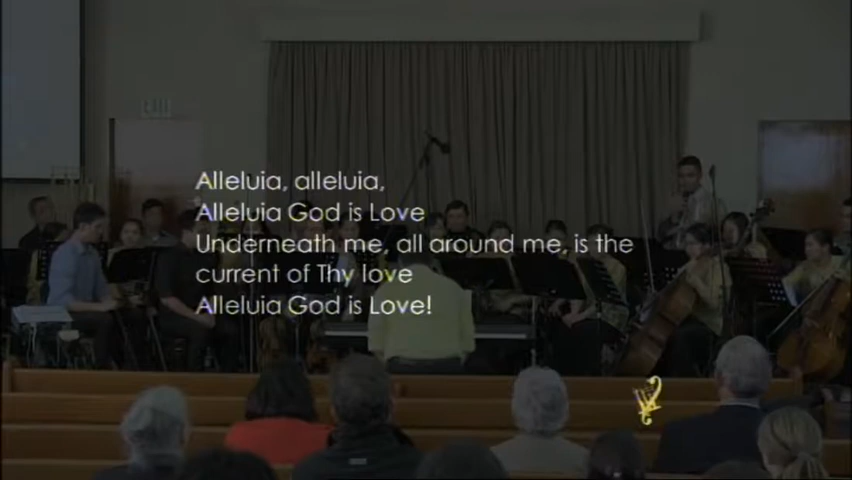 Alleluia, alleluia,
Alleluia God is Love
Underneath me, all around me, is the
current of Thy love
Alleluia God is Love!